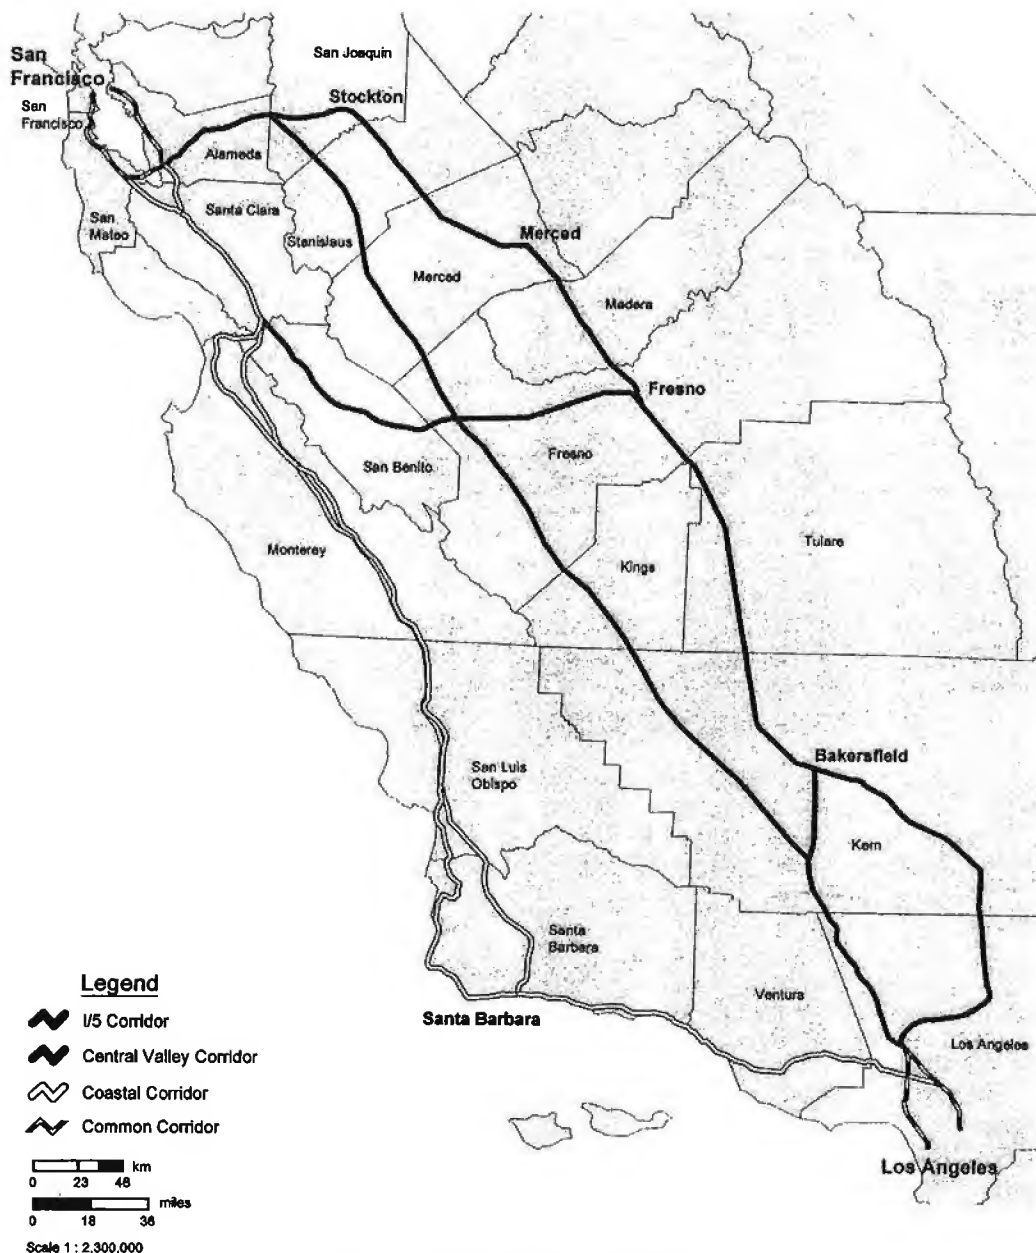 San
Francisco
San Joaquin
Stockton
San
Francisco
Alameda
Santa Clara
San
Mateo
Stanislaus
Merced
Merced
Madera
Fresno
Fresno
San Benito
Monterey
Kings
Tulare
Bakersfield
San Luis
Obispo
Kern
Santa
Barbara
Ventura
Santa Barbara
Los Angeles
Los Angeles
Legend
I/5 Corridor
Central Valley Corridor
Coastal Corridor
Common Corridor
km
0 23 48
miles
0 18 36
Scale 1 : 2,300,000